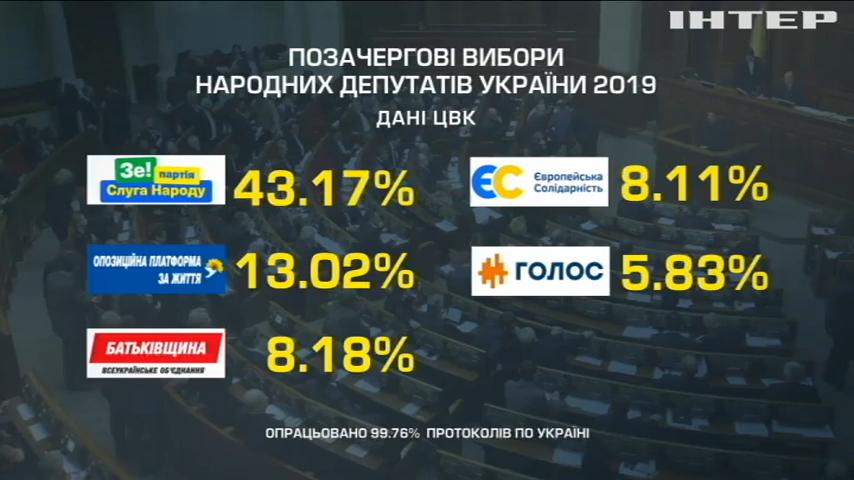 ІНТЕР
ПОЗАЧЕРГОВІ ВИБОРИ
НАРОДНИХ ДЕПУТАТІВ УКРАЇНИ 2019
ДАНІ ЦВК
Зе! партія
Слуга Народу
43.17%
ОПОЗИЦІЙНА ПЛАТФОРМА
ЗА ЖИТТЯ
13.02%
БАТЬКІВЩИНА
ВСЕУКРАЇНСЬКЕ ОБ'ЄДНАННЯ
8.18%
ЄС Європейська
Солідарність
8.11%
ГОЛОС
5.83%
ОПРАЦЬОВАНО 99.76% ПРОТОКОЛІВ ПО УКРАЇНІ